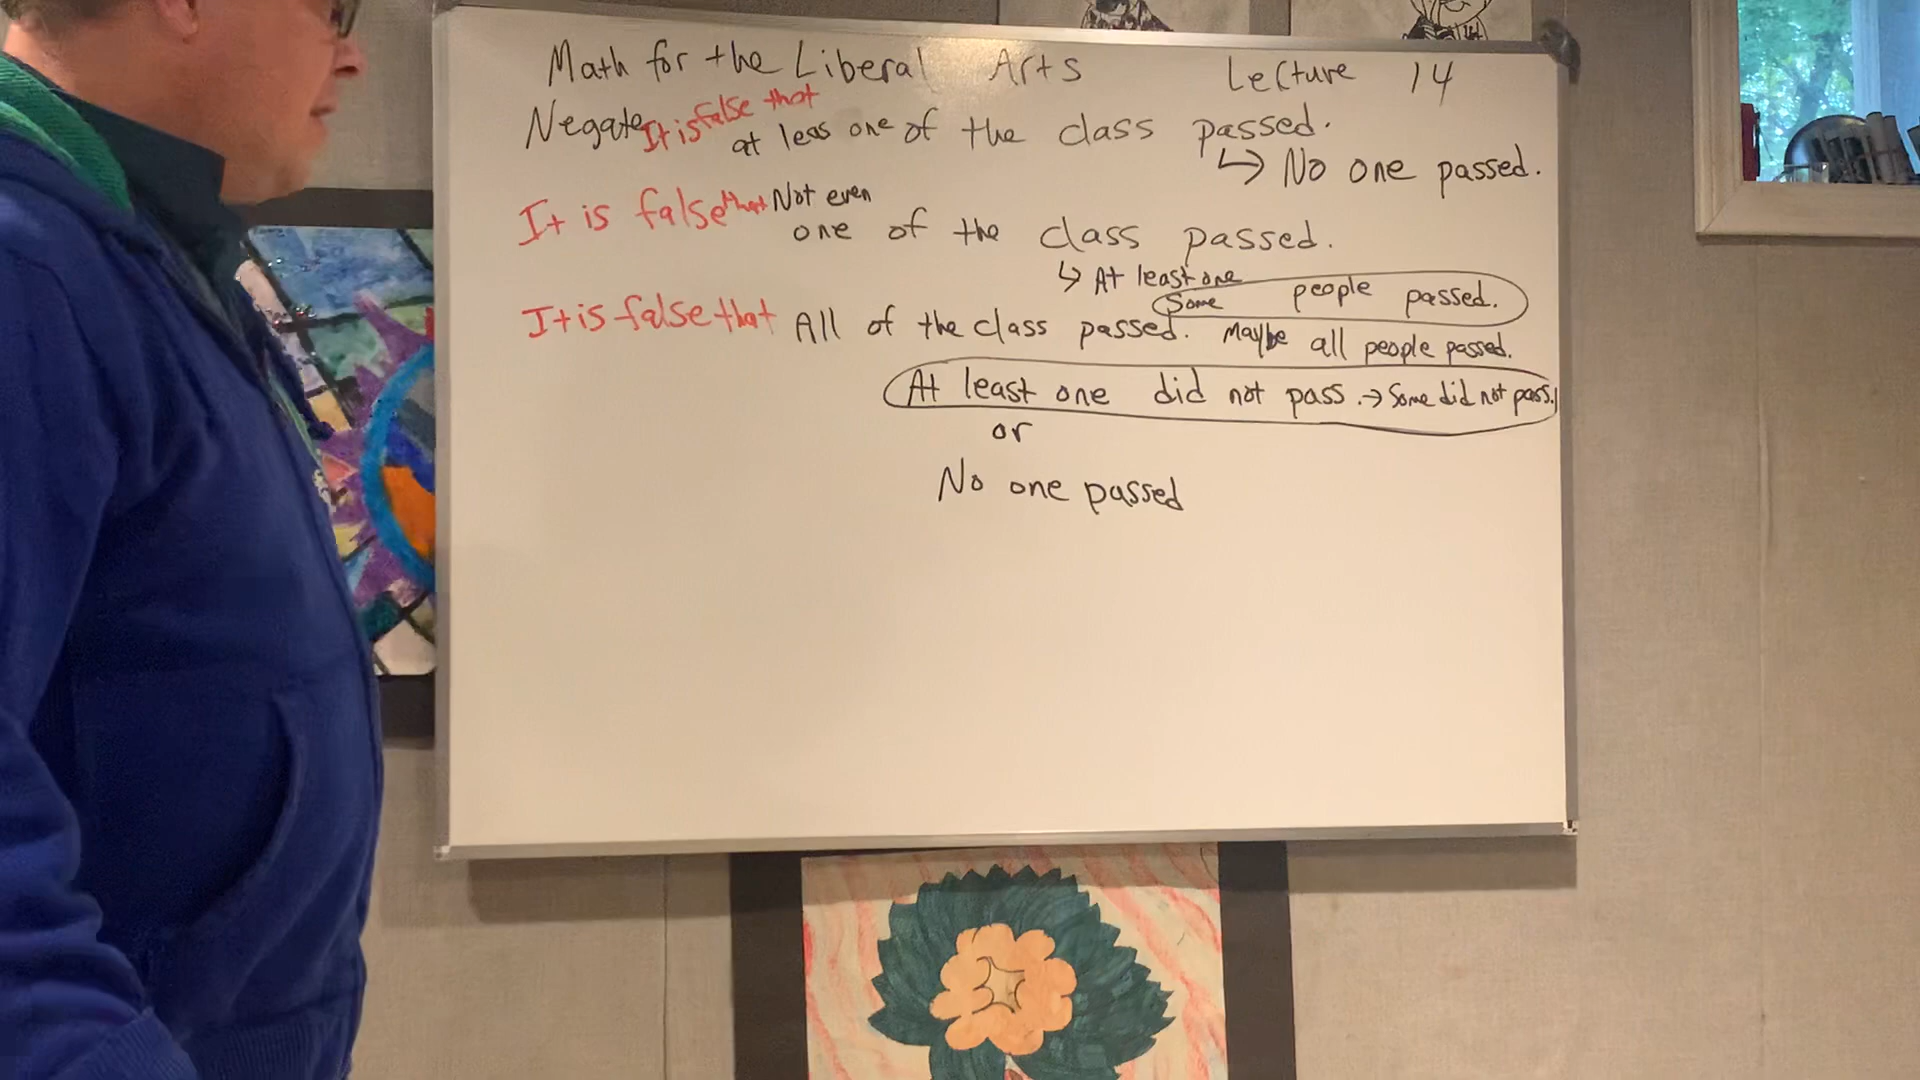 Math for the Liberal Arts Lecture 14
Negate It is false that at leas one of the class passed.
↳ No one passed.
It is false that Not even one of the class passed.
↳ At least one
Some people passed.
It is false that All of the class passed. Maybe all people passed.
At least one did not pass. → Some did not pass.
or
No one passed